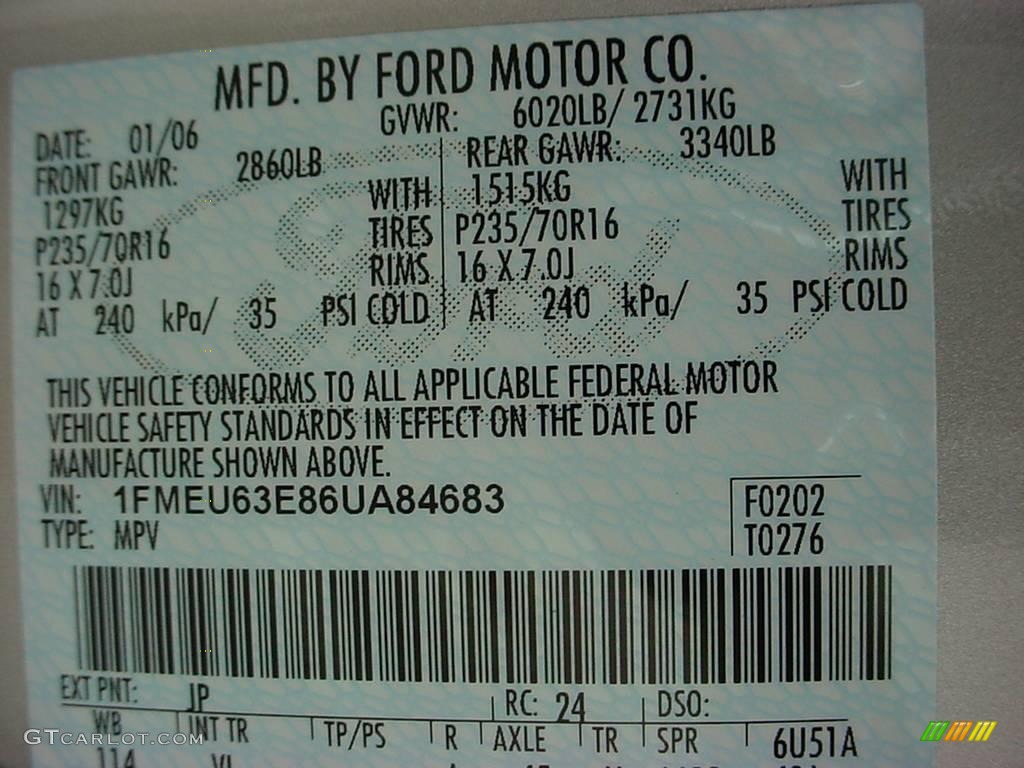 MFD. BY FORD MOTOR CO.
DATE: 01/06 GVWR: 6020LB/ 2731KG
FRONT GAWR: 2860LB REAR GAWR: 3340LB
1297KG WITH 1515KG WITH
P235/70R16 TIRES P235/70R16 TIRES
16 X 7.0J RIMS 16 X 7.0J RIMS
AT 240 kPa/ 35 PSI COLD AT 240 kPa/ 35 PSI COLD
THIS VEHICLE CONFORMS TO ALL APPLICABLE FEDERAL MOTOR
VEHICLE SAFETY STANDARDS IN EFFECT ON THE DATE OF
MANUFACTURE SHOWN ABOVE.
VIN: 1FMEU63E86UA84683 F0202
TYPE: MPV T0276
EXT PNT: JP RC: 24 DSO:
WB INT TR TP/PS R AXLE TR SPR 6U51A
114
GTCARLOT.COM